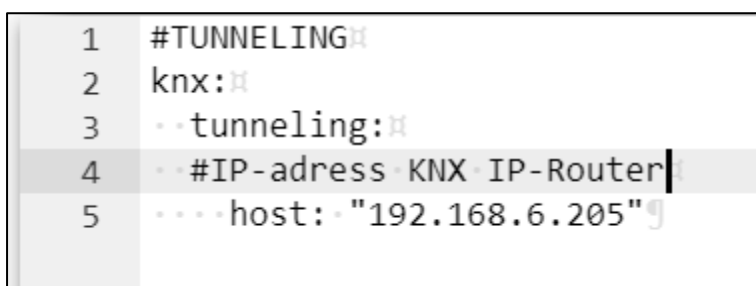 1 #TUNNELING¤
2 knx:¤
3 ··tunneling:¤
4 ··#IP-adress·KNX·IP-Router¤
5 ····host:·"192.168.6.205"¶